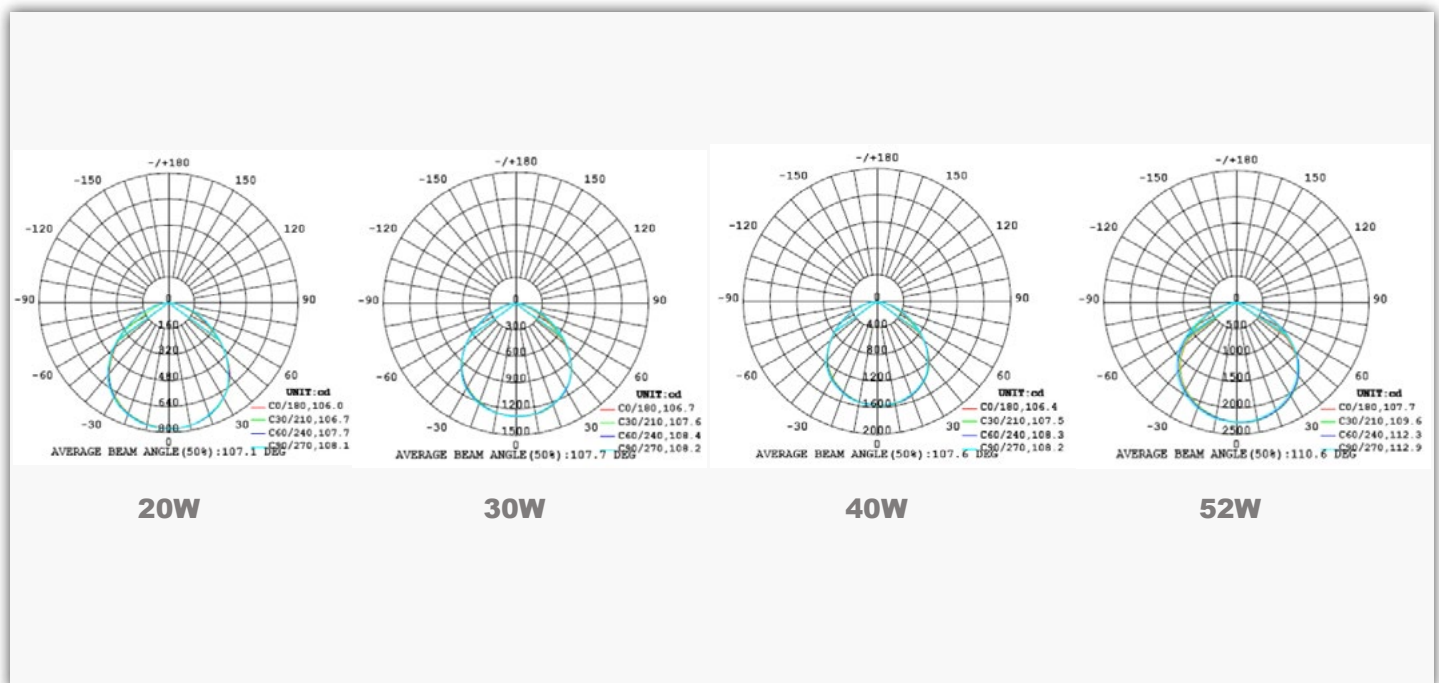 -/+180
-150 150
-120 120
-90 90
-60 60
-30 30
0
0
160
320
480
640
800
UNIT:cd
C0/180,106.0
C30/210,106.7
C60/240,107.7
C90/270,108.1
AVERAGE BEAM ANGLE(50%):107.1 DEG
20W
-/+180
-150 150
-120 120
-90 90
-60 60
-30 30
0
0
300
600
900
1200
1500
UNIT:cd
C0/180,106.7
C30/210,107.6
C60/240,108.4
C90/270,108.2
AVERAGE BEAM ANGLE(50%):107.7 DEG
30W
-/+180
-150 150
-120 120
-90 90
-60 60
-30 30
0
0
400
800
1200
1600
2000
UNIT:cd
C0/180,106.4
C30/210,107.5
C60/240,108.3
C90/270,108.2
AVERAGE BEAM ANGLE(50%):107.6 DEG
40W
-/+180
-150 150
-120 120
-90 90
-60 60
-30 30
0
0
500
1000
1500
2000
2500
UNIT:cd
C0/180,107.7
C30/210,109.6
C60/240,112.3
C90/270,112.9
AVERAGE BEAM ANGLE(50%):110.6 DEG
52W